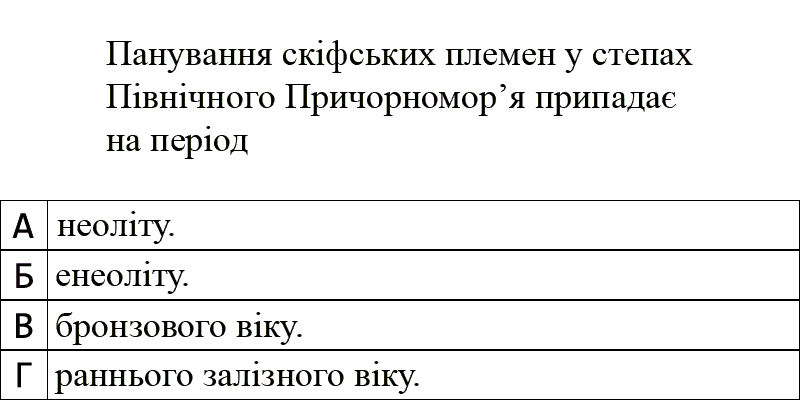 Панування скіфських племен у степах
Північного Причорномор’я припадає
на період
А неоліту.
Б енеоліту.
В бронзового віку.
Г раннього залізного віку.